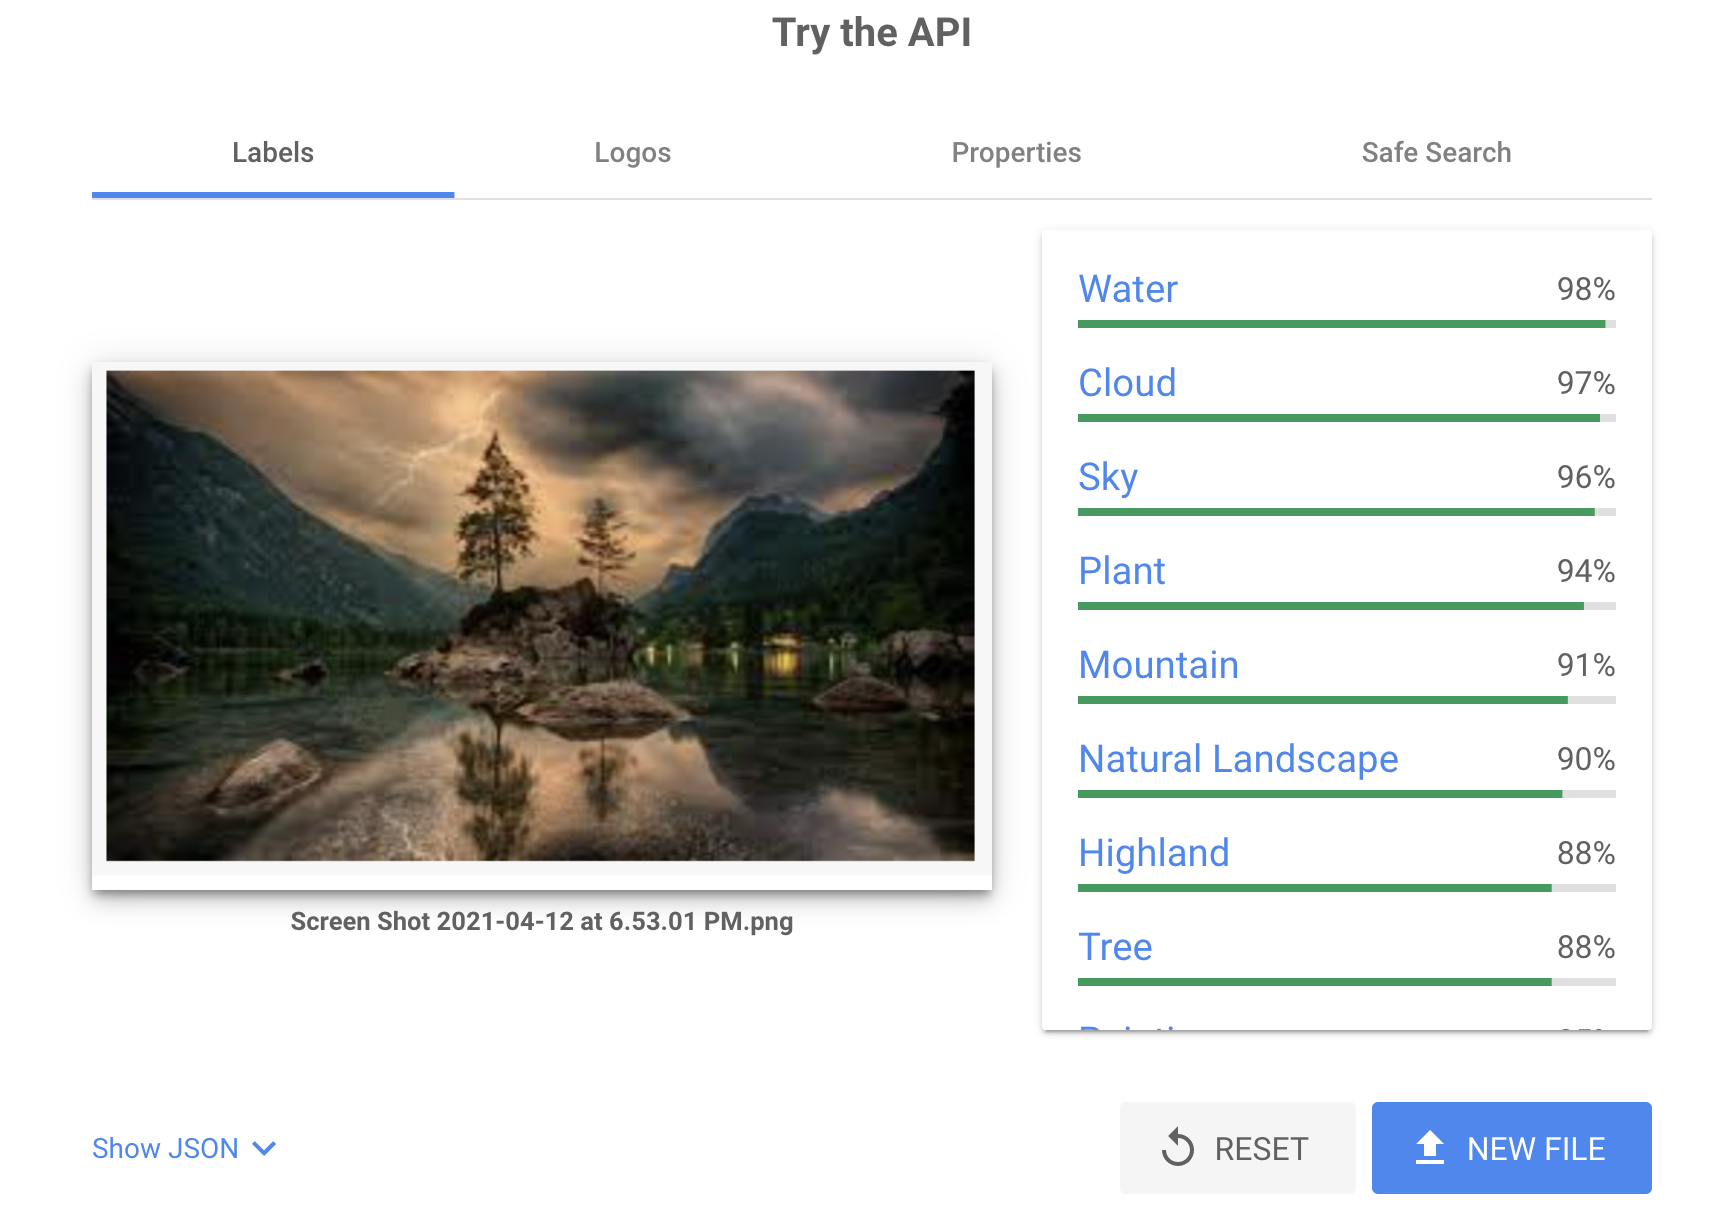 Try the API
Labels Logos Properties Safe Search
Water 98%
Cloud 97%
Sky 96%
Plant 94%
Mountain 91%
Natural Landscape 90%
Highland 88%
Tree 88%
Screen Shot 2021-04-12 at 6.53.01 PM.png
Show JSON
RESET
NEW FILE